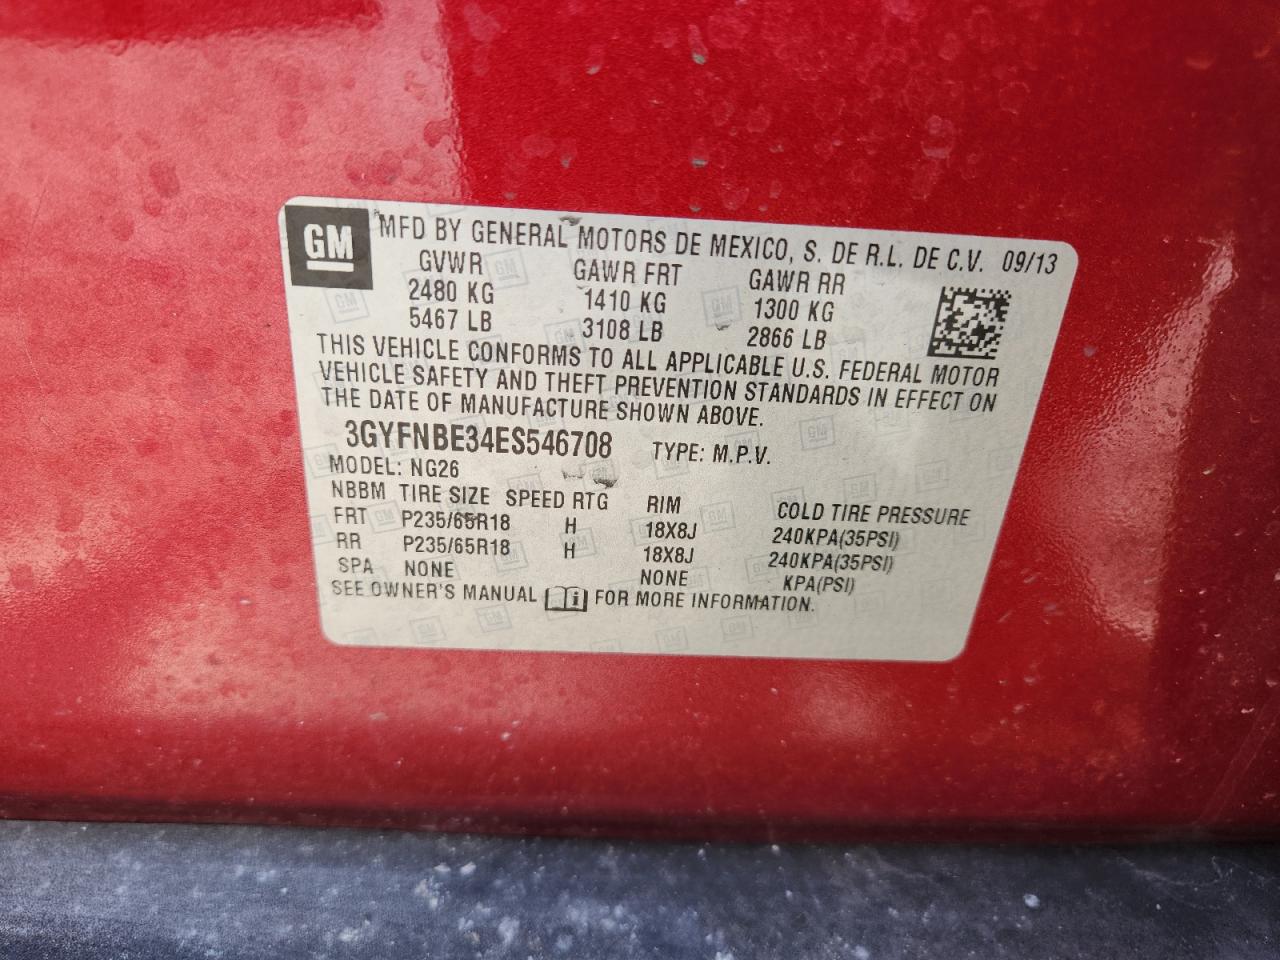 GM MFD BY GENERAL MOTORS DE MEXICO, S. DE R.L. DE C.V. 09/13
GVWR GAWR FRT GAWR RR
2480 KG 1410 KG 1300 KG
5467 LB 3108 LB 2866 LB
THIS VEHICLE CONFORMS TO ALL APPLICABLE U.S. FEDERAL MOTOR
VEHICLE SAFETY AND THEFT PREVENTION STANDARDS IN EFFECT ON
THE DATE OF MANUFACTURE SHOWN ABOVE.
3GYFNBE34ES546708 TYPE: M.P.V.
MODEL: NG26
NBBM TIRE SIZE SPEED RTG RIM COLD TIRE PRESSURE
FRT P235/65R18 H 18X8J 240KPA(35PSI)
RR P235/65R18 H 18X8J 240KPA(35PSI)
SPA NONE NONE KPA(PSI)
SEE OWNER'S MANUAL i FOR MORE INFORMATION.